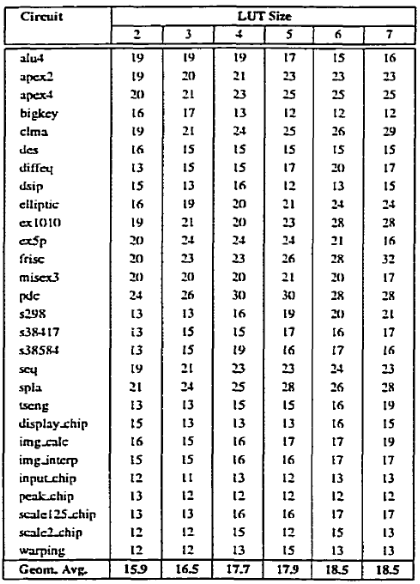 Circuit LUT Size
2 3 4 5 6 7
alu4 19 19 19 17 15 16
apex2 19 20 21 23 23 23
apex4 20 21 23 25 25 25
bigkey 16 17 13 12 12 12
clma 19 21 24 25 26 29
des 16 15 15 15 15 15
diffeq 13 15 15 17 20 17
dsip 15 13 16 12 13 15
elliptic 16 19 20 21 24 24
ex1010 19 21 20 23 28 28
ex5p 20 24 24 24 21 16
frisc 20 23 23 26 28 32
misex3 20 20 20 21 20 17
pdc 24 26 30 30 28 28
s298 13 13 16 19 20 21
s38417 13 15 15 17 16 17
s38584 13 15 19 16 17 16
seq 19 21 23 23 24 23
spla 21 24 25 28 26 28
tseng 13 13 15 15 16 19
display_chip 15 13 13 13 16 15
img_calc 16 15 16 17 17 19
img_interp 15 15 16 16 17 17
input_chip 12 11 13 12 13 13
peak_chip 13 12 12 12 12 12
scale125_chip 13 13 16 16 17 17
scale2_chip 12 12 15 12 15 13
warping 12 12 13 15 13 13
Geom. Avg. 15.9 16.5 17.7 17.9 18.5 18.5